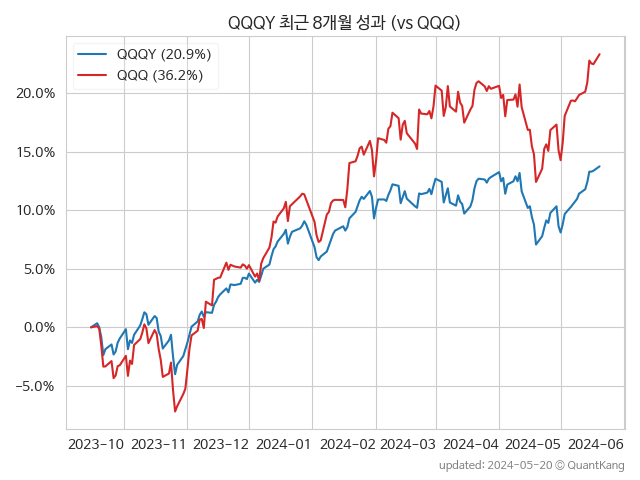 QQQY 최근 8개월 성과 (vs QQQ)
QQQY (20.9%)
QQQ (36.2%)
20.0%
15.0%
10.0%
5.0%
0.0%
−5.0%
2023−10 2023−11 2023−12 2024−01 2024−02 2024−03 2024−04 2024−05 2024−06
updated: 2024-05-20 © QuantKang